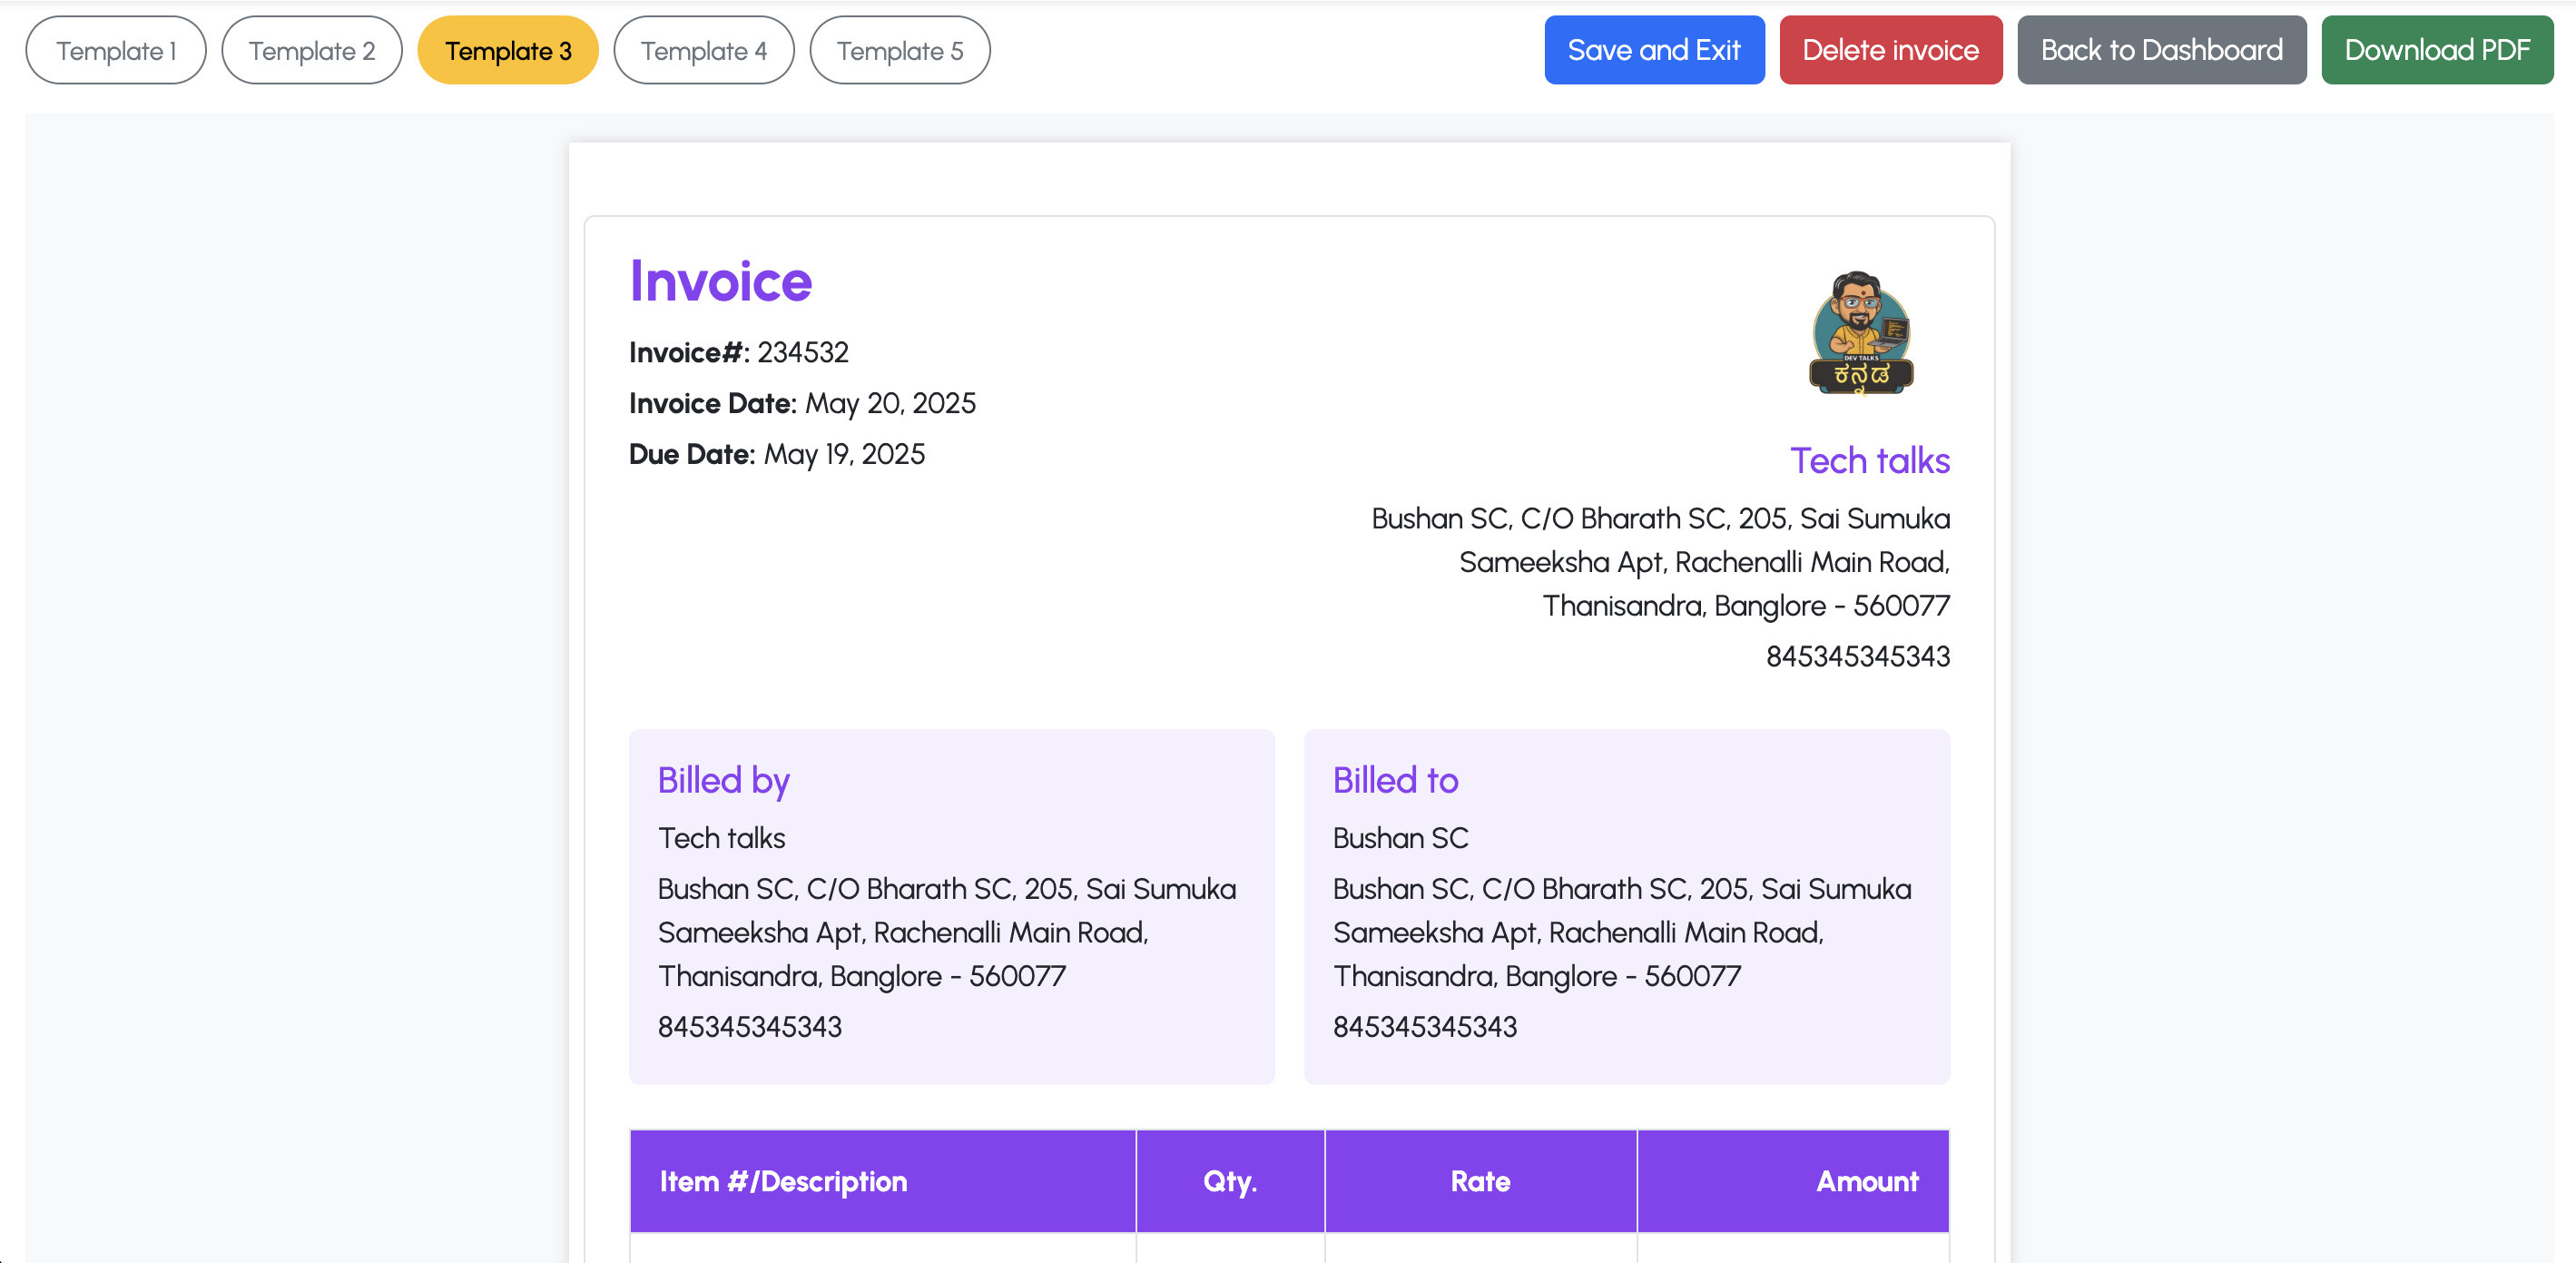 Template 1
Template 2
Template 3
Template 4
Template 5
Save and Exit
Delete invoice
Back to Dashboard
Download PDF
Invoice
Invoice#: 234532
Invoice Date: May 20, 2025
Due Date: May 19, 2025
DEV TALKS
ಕನ್ನಡ
Tech talks
Bushan SC, C/O Bharath SC, 205, Sai Sumuka
Sameeksha Apt, Rachenalli Main Road,
Thanisandra, Banglore - 560077
845345345343
Billed by
Tech talks
Bushan SC, C/O Bharath SC, 205, Sai Sumuka
Sameeksha Apt, Rachenalli Main Road,
Thanisandra, Banglore - 560077
845345345343
Billed to
Bushan SC
Bushan SC, C/O Bharath SC, 205, Sai Sumuka
Sameeksha Apt, Rachenalli Main Road,
Thanisandra, Banglore - 560077
845345345343
Item #/Description Qty. Rate Amount